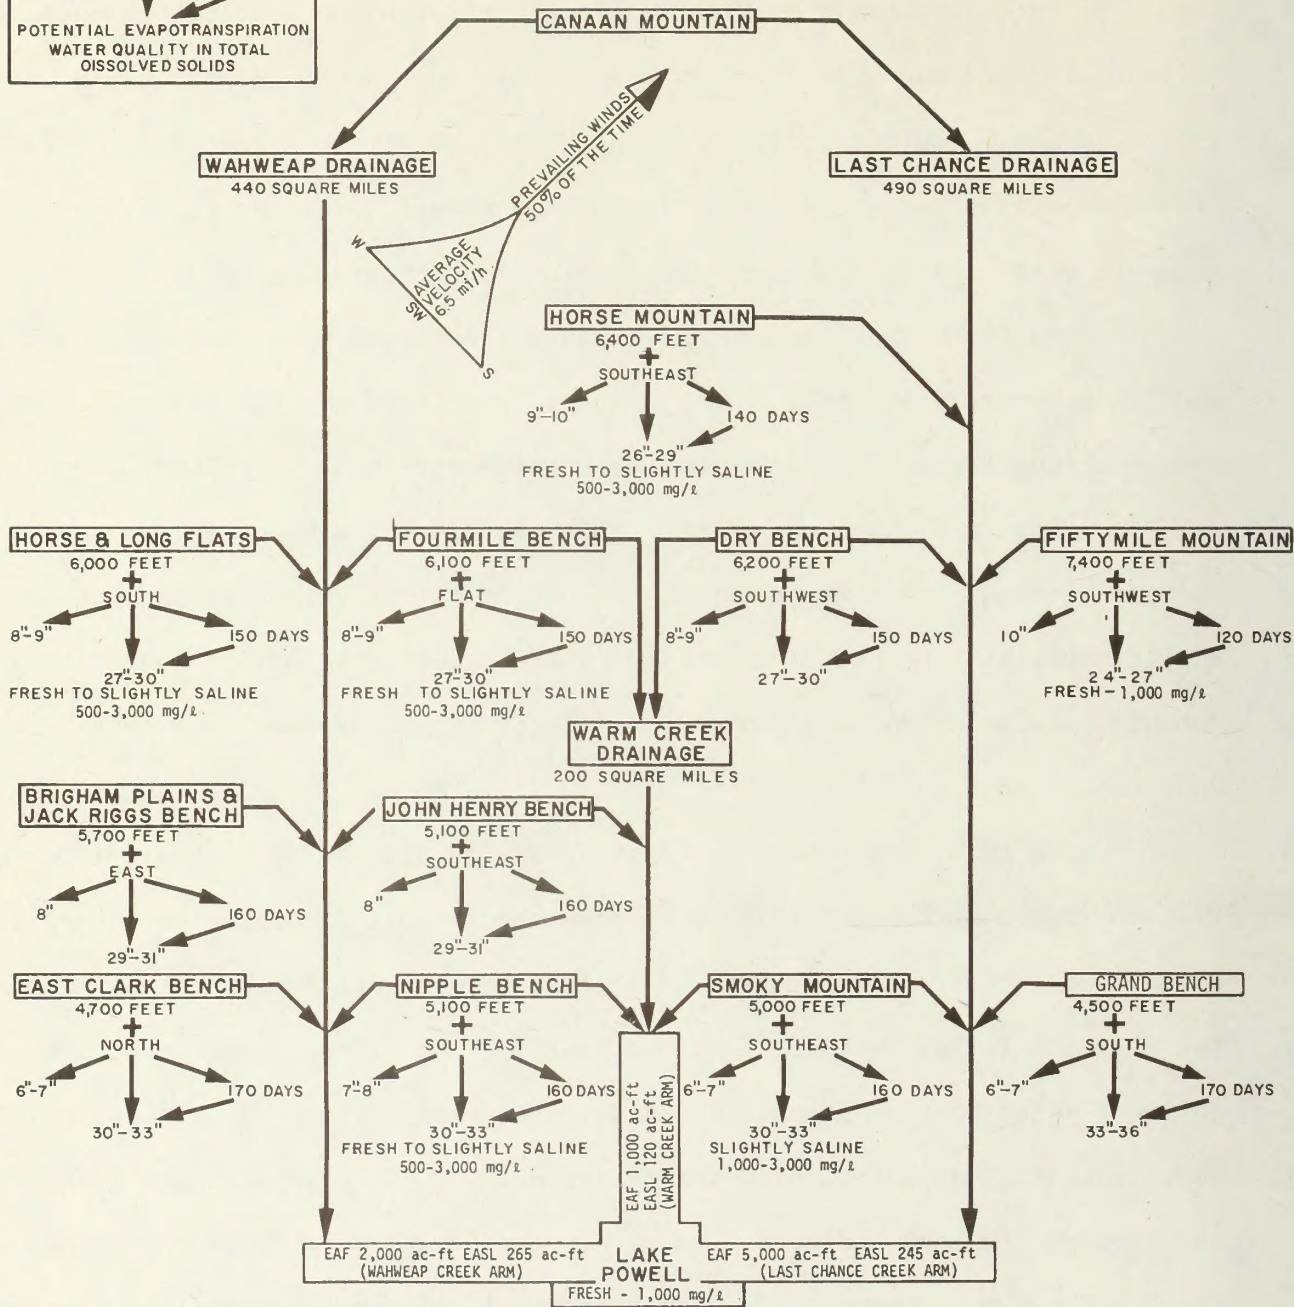 POTENTIAL EVAPOTRANSPIRATION
WATER QUALITY IN TOTAL
OISSOLVED SOLIDS
CANAAN MOUNTAIN
WAHWEAP DRAINAGE
440 SQUARE MILES
LAST CHANCE DRAINAGE
490 SQUARE MILES
PREVAILING WINDS
50% OF THE TIME
W
SW
S
AVERAGE
VELOCITY
6.5 mi/h
HORSE MOUNTAIN
6,400 FEET
+
SOUTHEAST
9"-10"
140 DAYS
26"-29"
FRESH TO SLIGHTLY SALINE
500-3,000 mg/ℓ
HORSE & LONG FLATS
6,000 FEET
+
SOUTH
8"-9"
150 DAYS
27"-30"
FRESH TO SLIGHTLY SALINE
500-3,000 mg/ℓ
FOURMILE BENCH
6,100 FEET
+
FLAT
8"-9"
150 DAYS
27"-30"
FRESH TO SLIGHTLY SALINE
500-3,000 mg/ℓ
DRY BENCH
6,200 FEET
+
SOUTHWEST
8"-9"
150 DAYS
27"-30"
FIFTYMILE MOUNTAIN
7,400 FEET
+
SOUTHWEST
10"
120 DAYS
24"-27"
FRESH - 1,000 mg/ℓ
WARM CREEK
DRAINAGE
200 SQUARE MILES
BRIGHAM PLAINS &
JACK RIGGS BENCH
5,700 FEET
+
EAST
8"
160 DAYS
29"-31"
JOHN HENRY BENCH
5,100 FEET
+
SOUTHEAST
8"
160 DAYS
29"-31"
EAST CLARK BENCH
4,700 FEET
+
NORTH
6"-7"
170 DAYS
30"-33"
NIPPLE BENCH
5,100 FEET
+
SOUTHEAST
7"-8"
160 DAYS
30"-33"
FRESH TO SLIGHTLY SALINE
500-3,000 mg/ℓ
SMOKY MOUNTAIN
5,000 FEET
+
SOUTHEAST
6"-7"
160 DAYS
30"-33"
SLIGHTLY SALINE
1,000-3,000 mg/ℓ
GRAND BENCH
4,500 FEET
+
SOUTH
6"-7"
170 DAYS
33"-36"
EAF 1,000 ac-ft
EASL 120 ac-ft
(WARM CREEK ARM)
EAF 2,000 ac-ft EASL 265 ac-ft
(WAHWEAP CREEK ARM)
LAKE
POWELL
EAF 5,000 ac-ft EASL 245 ac-ft
(LAST CHANCE CREEK ARM)
FRESH - 1,000 mg/ℓ